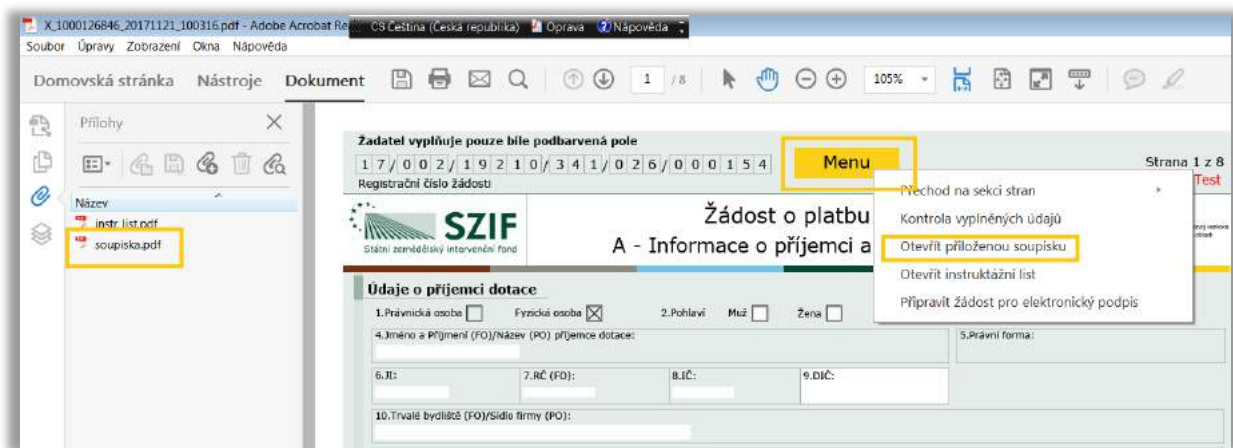 X_1000126846_20171121_100316.pdf - Adobe Acrobat Rea
CS Čeština (Česká republika) Oprava Nápověda
Soubor Úpravy Zobrazení Okna Nápověda
Domovská stránka Nástroje Dokument 1 / 8 105%
Přílohy
Název
instr_list.pdf
soupiska.pdf
Žadatel vyplňuje pouze bíle podbarvená pole
17/002/19210/341/026/000154
Registrační číslo žádosti
Menu
Strana 1 z 8
Test
Přechod na sekci stran
Kontrola vyplněných údajů
Otevřít přiloženou soupisku
Otevřít instruktážní list
Připravit žádost pro elektronický podpis
SZIF
Státní zemědělský intervenční fond
Žádost o platbu
A - Informace o příjemci a
Údaje o příjemci dotace
1.Právnická osoba Fyzická osoba 2.Pohlaví Muž Žena
4.Jméno a Příjmení (FO)/Název (PO) příjemce dotace: 5.Právní forma:
6.JI: 7.RČ (FO): 8.IČ: 9.DIČ:
10.Trvalé bydliště (FO)/Sídlo firmy (PO):